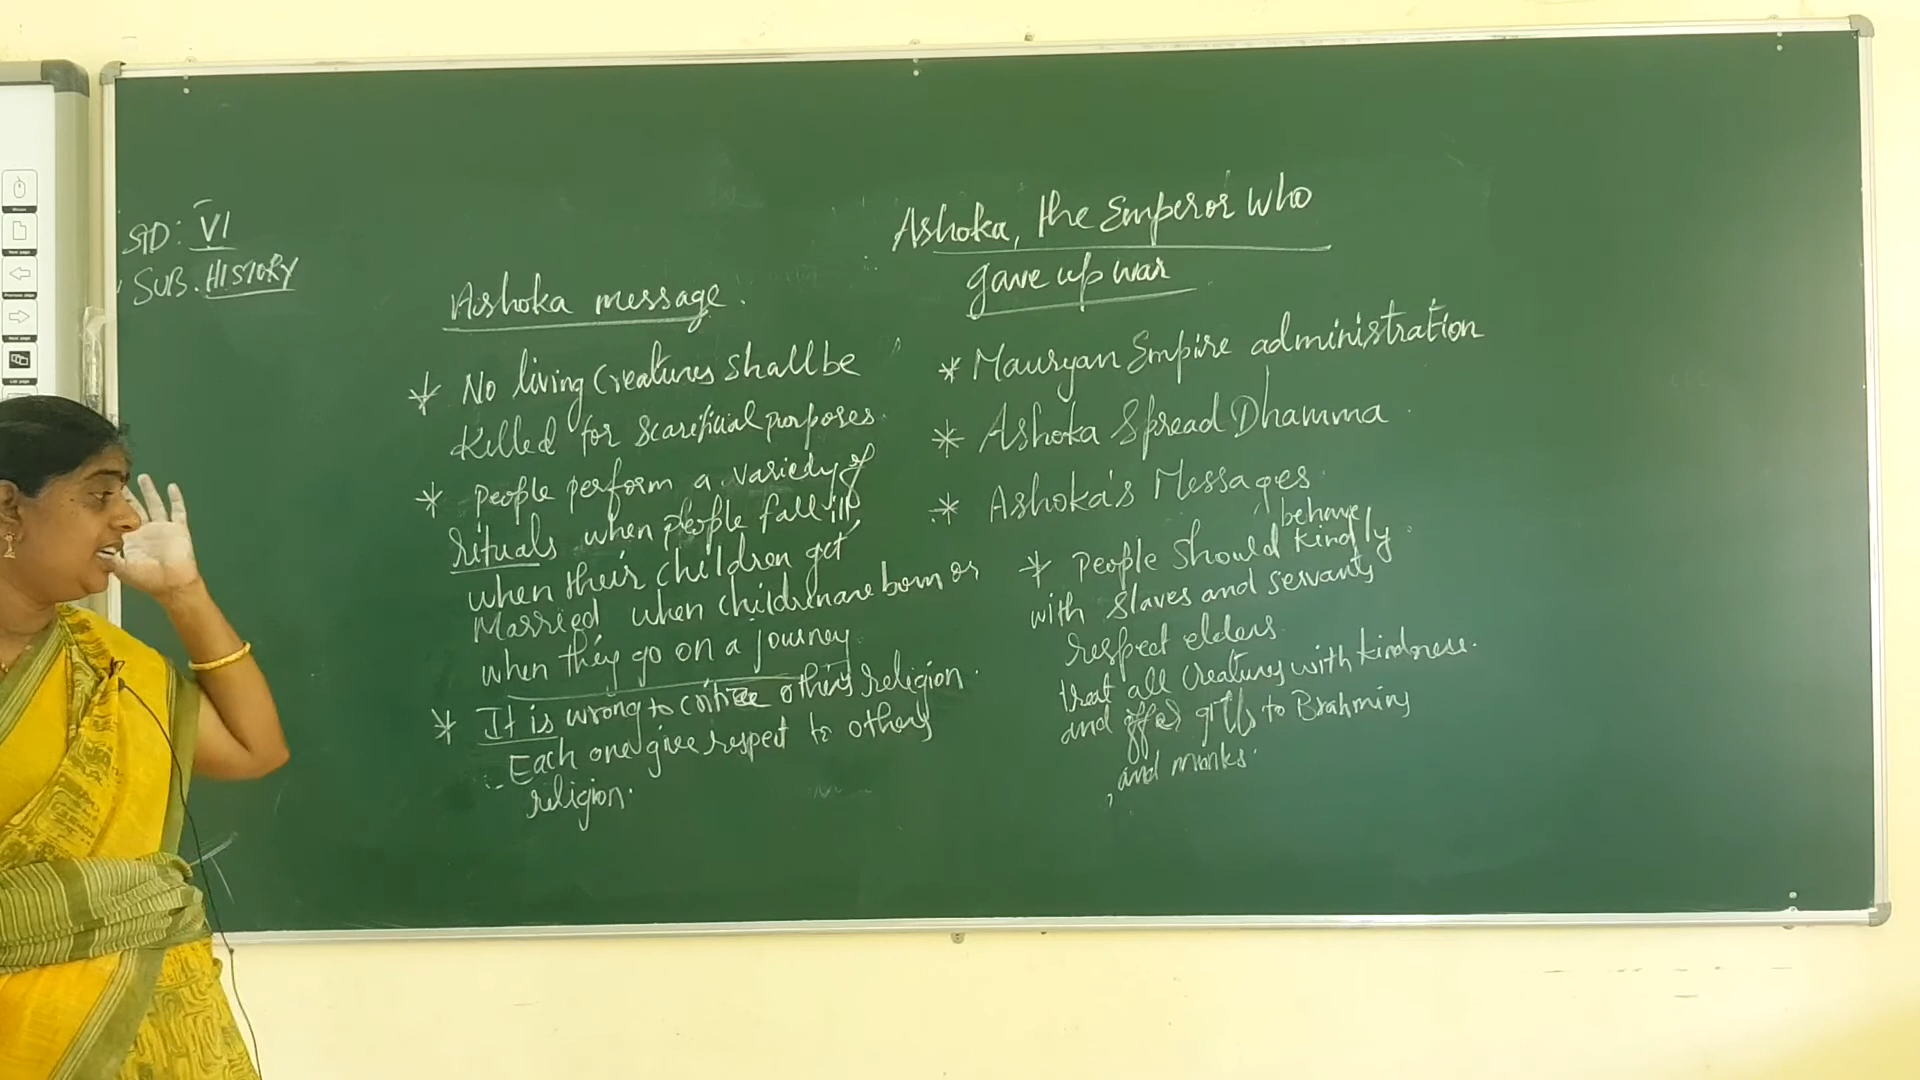 STD: VI
SUB. HISTORY
Ashoka message.
* No living Creatures shall be
killed for scarificial purposes.
* People perform a variedy of
rituals when people fall ill
when their children get
Married when children are born or
when they go on a journey
* It is wrong to others religion.
Each one give respect to others
religion.
Ashoka, the Emperor who
gave up war
* Mauryan Empire administration
* Ashoka Spread Dhamma.
* Ashoka's Messages.
behave
* People should kindly.
with slaves and servants
respect elders.
treat all creatures with kindness.
and offer gifts to Brahmins
and monks.